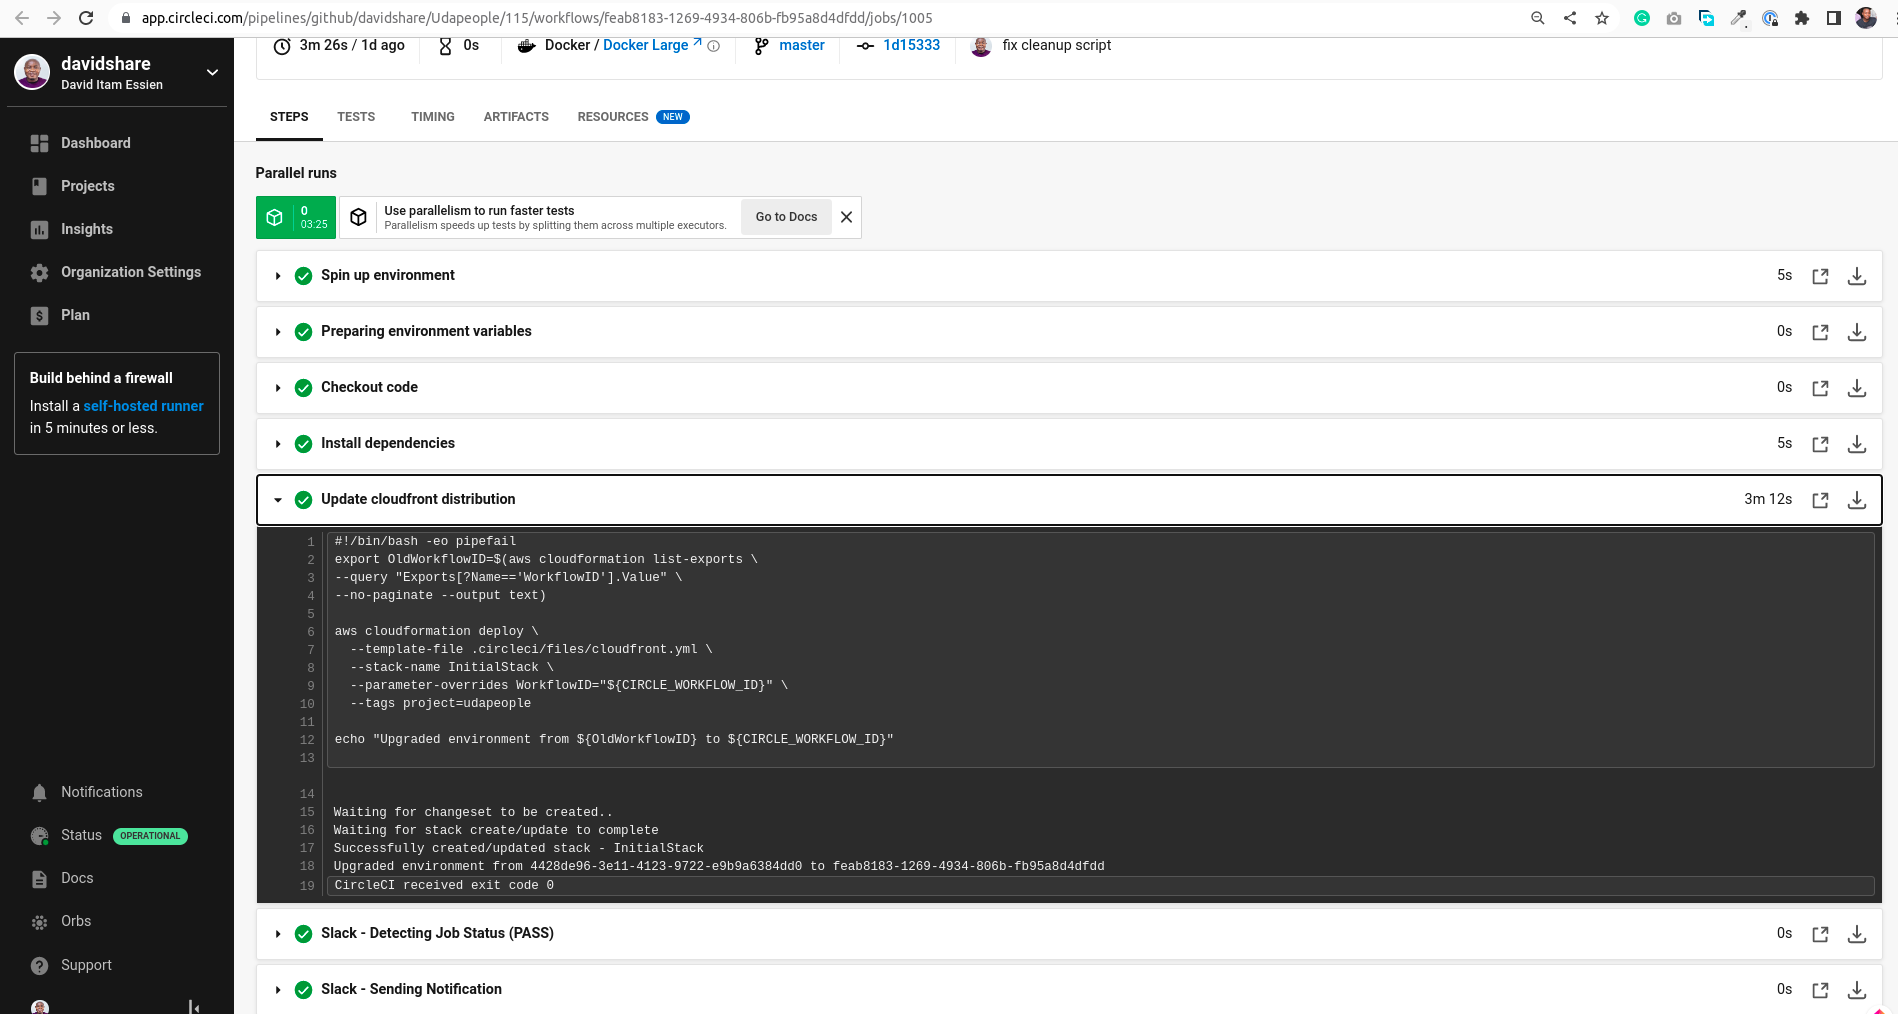 app.circleci.com/pipelines/github/davidshare/Udapeople/115/workflows/feab8183-1269-4934-806b-fb95a8d4dfdd/jobs/1005
davidshare
David Itam Essien
Dashboard
Projects
Insights
Organization Settings
$ Plan
Build behind a firewall
Install a self-hosted runner
in 5 minutes or less.
Notifications
Status OPERATIONAL
Docs
Orbs
? Support
3m 26s / 1d ago 0s Docker / Docker Large master 1d15333 fix cleanup script
STEPS TESTS TIMING ARTIFACTS RESOURCES NEW
Parallel runs
0
03:25
Use parallelism to run faster tests
Parallelism speeds up tests by splitting them across multiple executors.
Go to Docs
Spin up environment 5s
Preparing environment variables 0s
Checkout code 0s
Install dependencies 5s
Update cloudfront distribution 3m 12s
1 #!/bin/bash -eo pipefail
2 export OldWorkflowID=$(aws cloudformation list-exports \
3 --query "Exports[?Name=='WorkflowID'].Value" \
4 --no-paginate --output text)
5
6 aws cloudformation deploy \
7 --template-file .circleci/files/cloudfront.yml \
8 --stack-name InitialStack \
9 --parameter-overrides WorkflowID="${CIRCLE_WORKFLOW_ID}" \
10 --tags project=udapeople
11
12 echo "Upgraded environment from ${OldWorkflowID} to ${CIRCLE_WORKFLOW_ID}"
13
14
15 Waiting for changeset to be created..
16 Waiting for stack create/update to complete
17 Successfully created/updated stack - InitialStack
18 Upgraded environment from 4428de96-3e11-4123-9722-e9b9a6384dd0 to feab8183-1269-4934-806b-fb95a8d4dfdd
19 CircleCI received exit code 0
Slack - Detecting Job Status (PASS) 0s
Slack - Sending Notification 0s